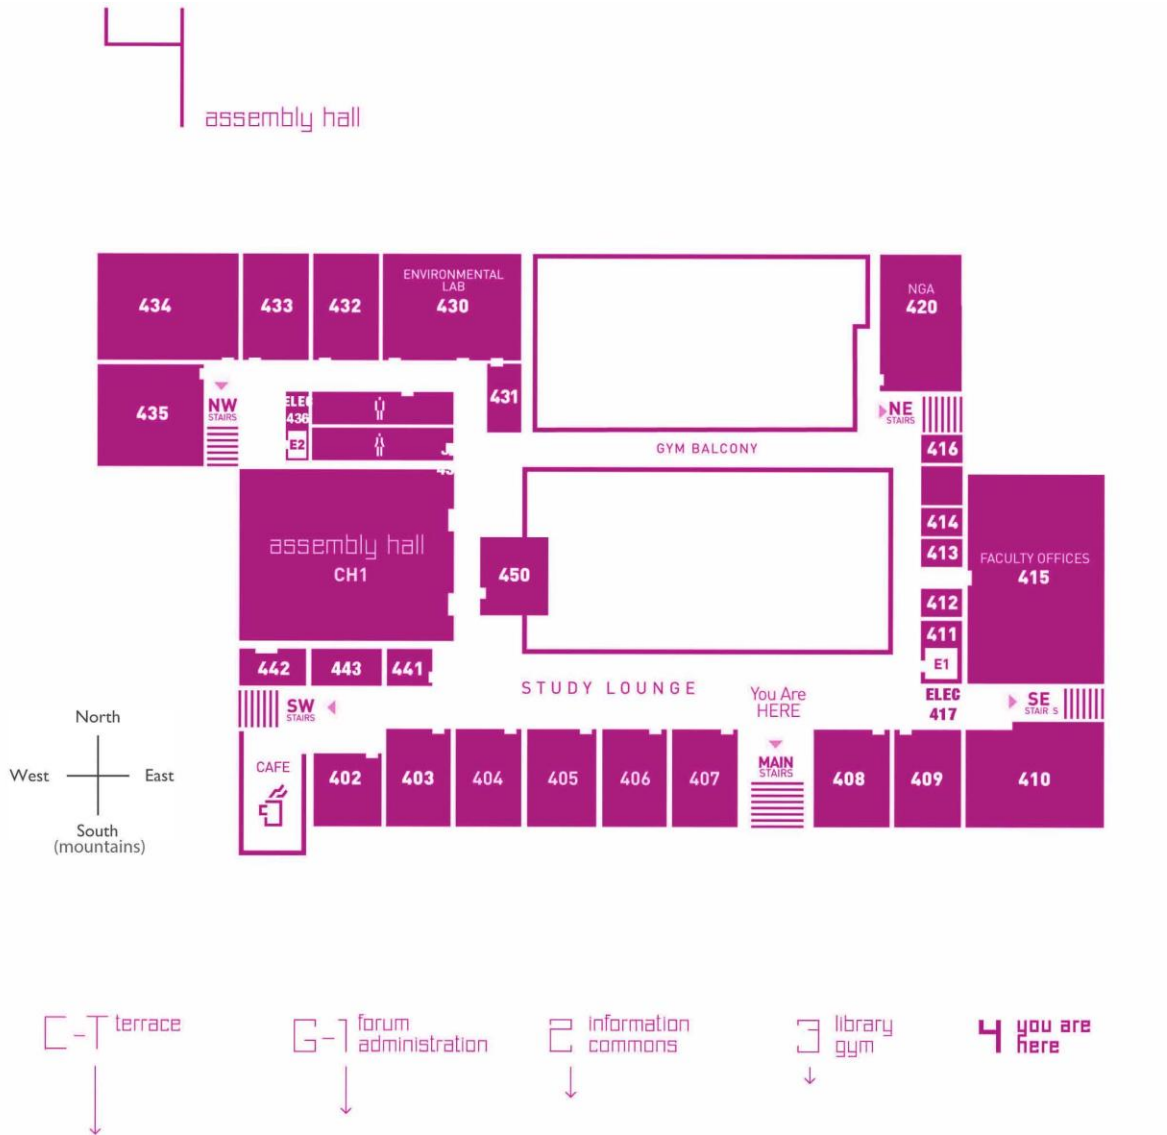 4
assembly hall
ENVIRONMENTAL
LAB
434
433
432
430
NGA
420
435
NW
STAIRS
ELEC
436
E2
431
NE
STAIRS
GYM BALCONY
416
414
413
assembly hall
CH1
450
FACULTY OFFICES
415
412
411
E1
442
443
441
STUDY LOUNGE
You Are
HERE
ELEC
417
SW
STAIRS
SE
STAIR S
North
West
East
South
(mountains)
CAFE
402
403
404
405
406
407
MAIN
STAIRS
408
409
410
C-T terrace
G-1 forum
administration
2 information
commons
3 library
gym
4 you are
here